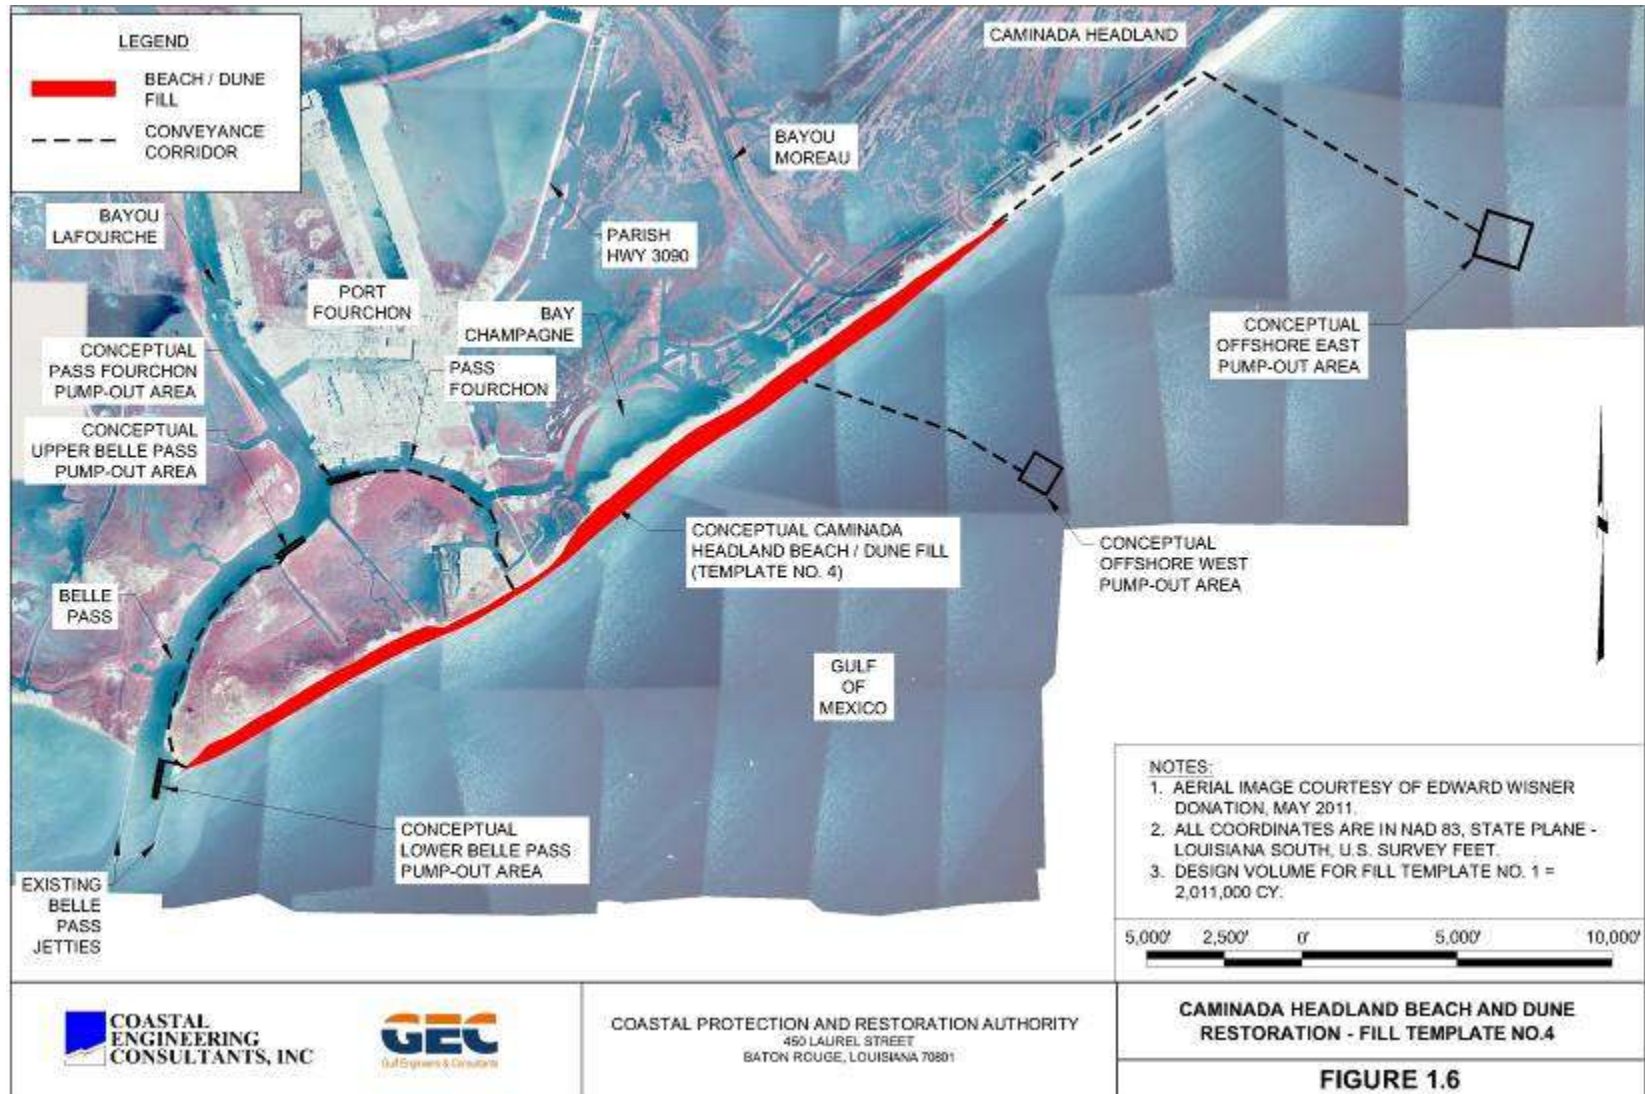 LEGEND
BEACH / DUNE
FILL
CONVEYANCE
CORRIDOR
CAMINADA HEADLAND
BAYOU
MOREAU
BAYOU
LAFOURCHE
PARISH
HWY 3090
PORT
FOURCHON
BAY
CHAMPAGNE
CONCEPTUAL
OFFSHORE EAST
PUMP-OUT AREA
CONCEPTUAL
PASS FOURCHON
PUMP-OUT AREA
PASS
FOURCHON
CONCEPTUAL
UPPER BELLE PASS
PUMP-OUT AREA
CONCEPTUAL CAMINADA
HEADLAND BEACH / DUNE FILL
(TEMPLATE NO. 4)
CONCEPTUAL
OFFSHORE WEST
PUMP-OUT AREA
BELLE
PASS
GULF
OF
MEXICO
CONCEPTUAL
LOWER BELLE PASS
PUMP-OUT AREA
EXISTING
BELLE
PASS
JETTIES
NOTES:
1. AERIAL IMAGE COURTESY OF EDWARD WISNER
DONATION, MAY 2011.
2. ALL COORDINATES ARE IN NAD 83, STATE PLANE -
LOUISIANA SOUTH, U.S. SURVEY FEET.
3. DESIGN VOLUME FOR FILL TEMPLATE NO. 1 =
2,011,000 CY.
5,000' 2,500' 0' 5,000' 10,000'
COASTAL
ENGINEERING
CONSULTANTS, INC
GEC
Gulf Engineers & Consultants
COASTAL PROTECTION AND RESTORATION AUTHORITY
450 LAUREL STREET
BATON ROUGE, LOUISIANA 70801
CAMINADA HEADLAND BEACH AND DUNE
RESTORATION - FILL TEMPLATE NO.4
FIGURE 1.6